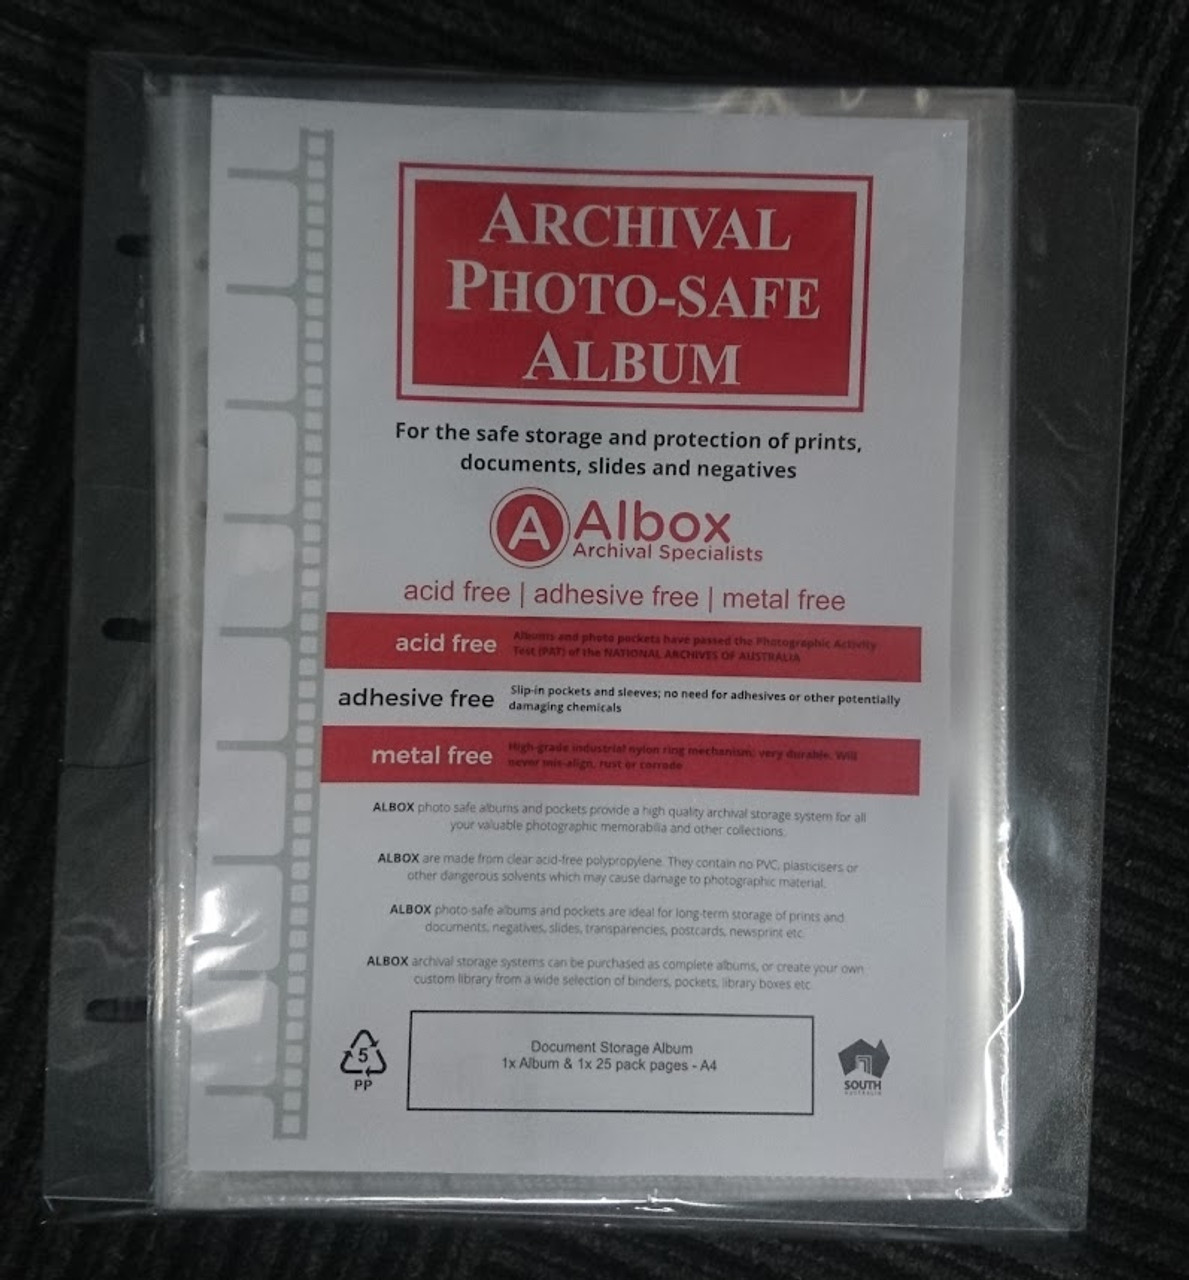 ARCHIVAL
PHOTO-SAFE
ALBUM
For the safe storage and protection of prints,
documents, slides and negatives
A Albox
Archival Specialists
acid free | adhesive free | metal free
acid free
Albums and photo pockets have passed the Photographic Activity
Test (PAT) of the NATIONAL ARCHIVES OF AUSTRALIA
adhesive free
Slip-in pockets and sleeves; no need for adhesives or other potentially
damaging chemicals
metal free
High-grade industrial nylon ring mechanism; very durable. Will
never mis-align, rust or corrode
ALBOX photo safe albums and pockets provide a high quality archival storage system for all
your valuable photographic memorabilia and other collections.
ALBOX are made from clear acid-free polypropylene. They contain no PVC, plasticisers or
other dangerous solvents which may cause damage to photographic material.
ALBOX photo-safe albums and pockets are ideal for long-term storage of prints and
documents, negatives, slides, transparencies, postcards, newsprint etc.
ALBOX archival storage systems can be purchased as complete albums, or create your own
custom library from a wide selection of binders, pockets, library boxes etc
5
PP
Document Storage Album
1x Album & 1x 25 pack pages - A4
SOUTH
AUSTRALIA